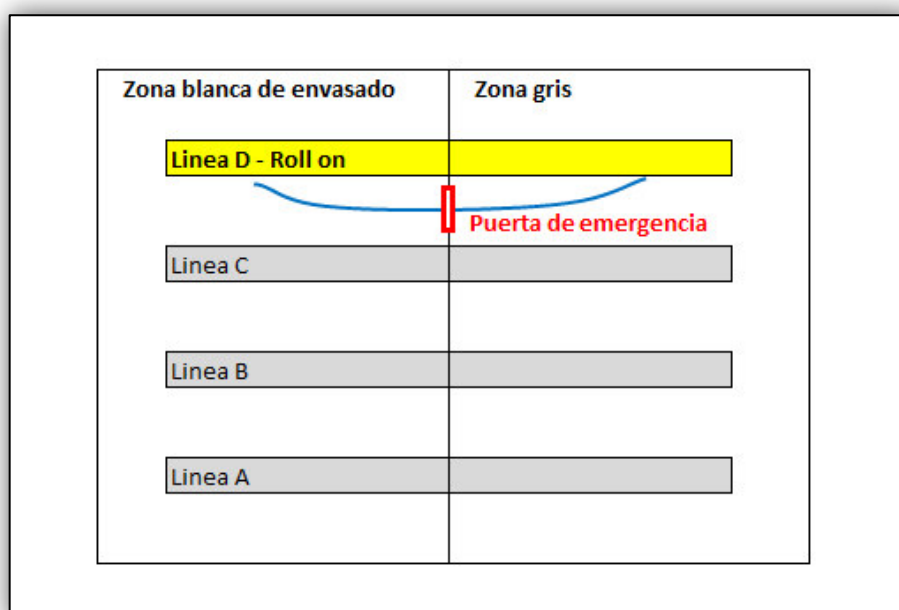 Zona blanca de envasado
Zona gris
Linea D - Roll on
Puerta de emergencia
Linea C
Linea B
Linea A